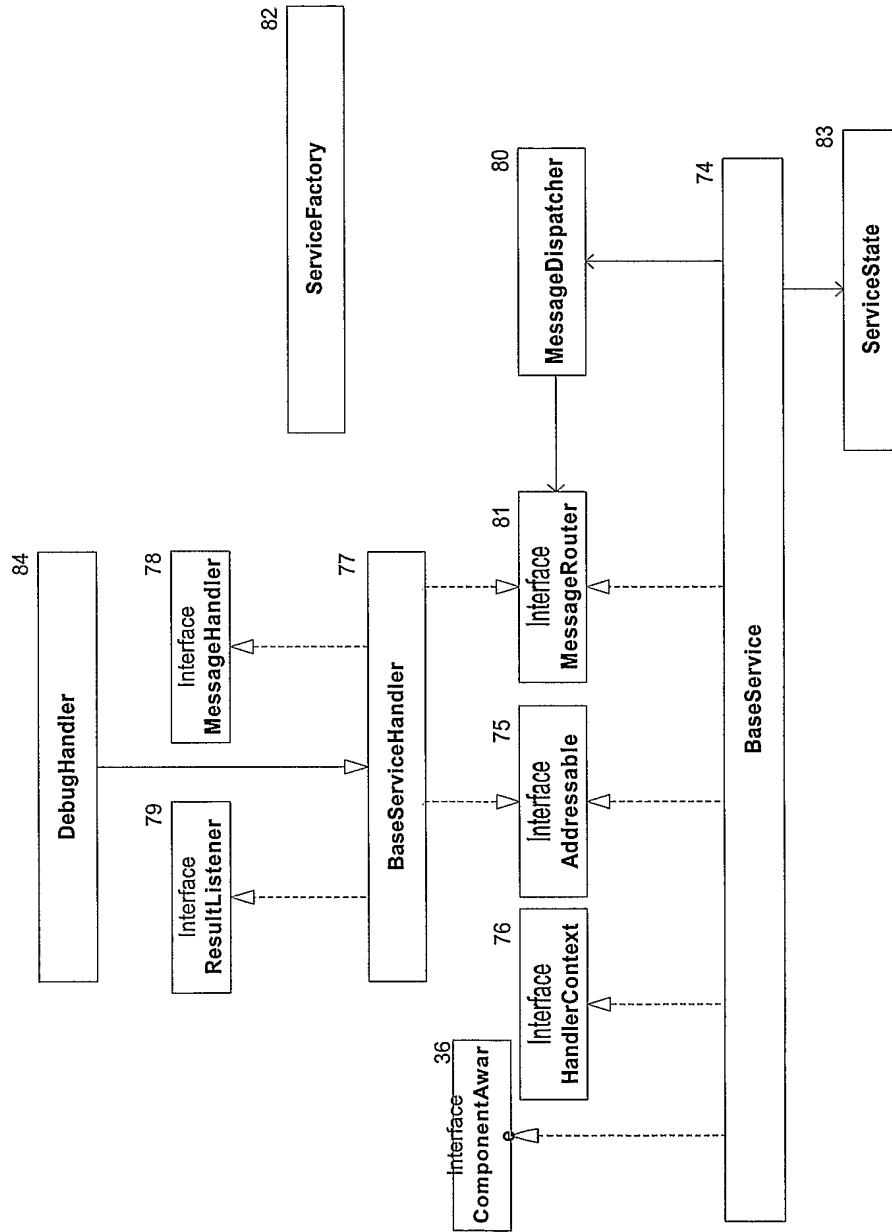 82
ServiceFactory
84
DebugHandler
79
Interface
ResultListener
78
Interface
MessageHandler
77
BaseServiceHandler
36
Interface
ComponentAwar
e
76
Interface
HandlerContext
75
Interface
Addressable
81
Interface
MessageRouter
80
MessageDispatcher
74
BaseService
83
ServiceState